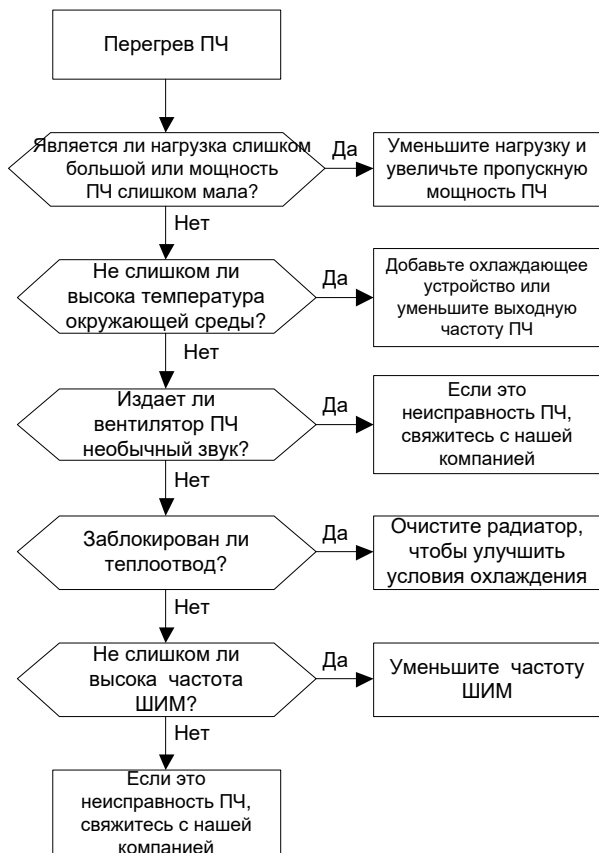 Перегрев ПЧ
Является ли нагрузка слишком
большой или мощность
ПЧ слишком мала?
Да
Уменьшите нагрузку и
увеличьте пропускную
мощность ПЧ
Нет
Не слишком ли
высока температура
окружающей среды?
Да
Добавьте охлаждающее
устройство или
уменьшите выходную
частоту ПЧ
Нет
Издает ли
вентилятор ПЧ
необычный звук?
Да
Если это
неисправность ПЧ,
свяжитесь с нашей
компанией
Нет
Заблокирован ли
теплоотвод?
Да
Очистите радиатор,
чтобы улучшить
условия охлаждения
Нет
Не слишком ли
высока частота
ШИМ?
Да
Уменьшите частоту
ШИМ
Нет
Если это
неисправность ПЧ,
свяжитесь с нашей
компанией